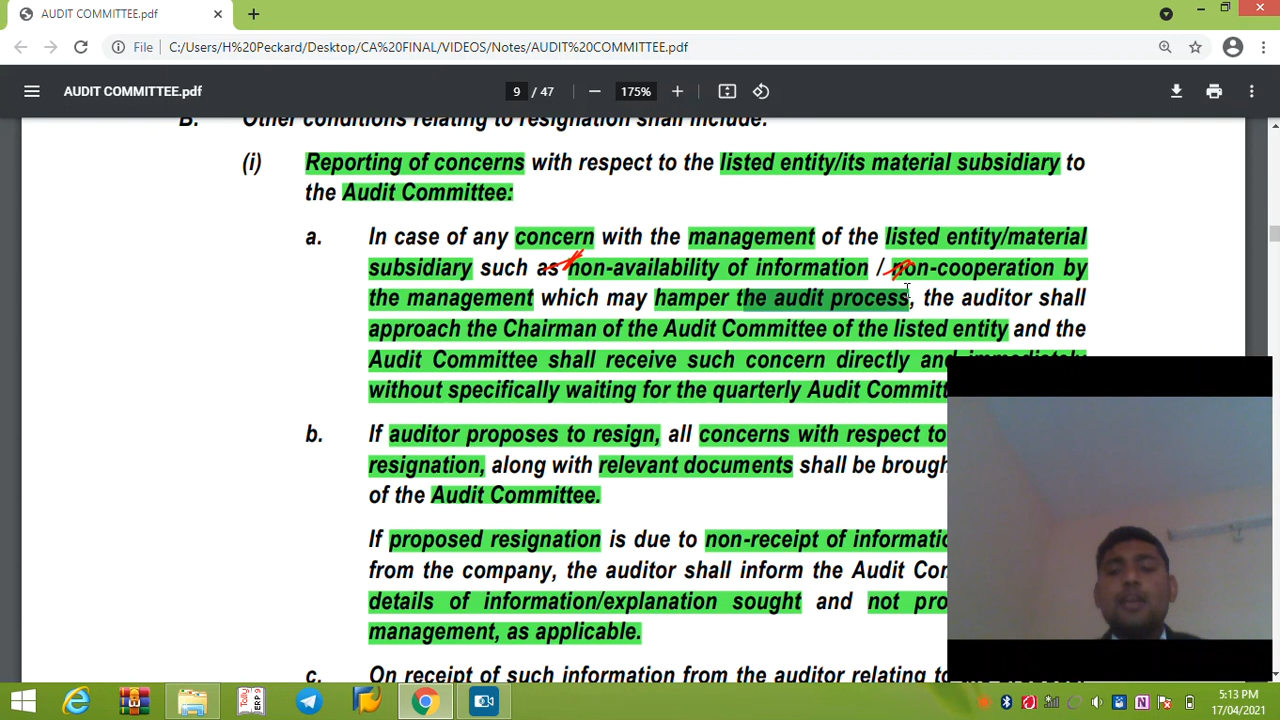 AUDIT COMMITTEE.pdf
File C:/Users/H%20Peckard/Desktop/CA%20FINAL/VIDEOS/Notes/AUDIT%20COMMITTEE.pdf
AUDIT COMMITTEE.pdf 9 / 47 175%
B. Other conditions relating to resignation shall include:
(i) Reporting of concerns with respect to the listed entity/its material subsidiary to
the Audit Committee:
a. In case of any concern with the management of the listed entity/material
subsidiary such as non-availability of information / non-cooperation by
the management which may hamper the audit process, the auditor shall
approach the Chairman of the Audit Committee of the listed entity and the
Audit Committee shall receive such concern directly and immediately
without specifically waiting for the quarterly Audit Committ
b. If auditor proposes to resign, all concerns with respect to
resignation, along with relevant documents shall be brough
of the Audit Committee.
If proposed resignation is due to non-receipt of informatio
from the company, the auditor shall inform the Audit Co
details of information/explanation sought and not pro
management, as applicable.
c. On receipt of such information from the auditor relating to
Tally ERP 9
5:13 PM
17/04/2021